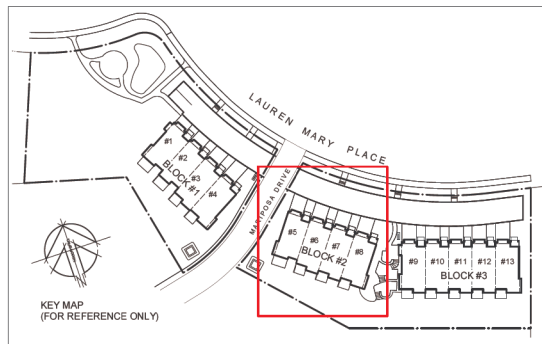 LAUREN MARY PLACE
MARIPOSA DRIVE
#1
#2
#3
#4
BLOCK #1
#5
#6
#7
#8
BLOCK #2
#9 #10 #11 #12 #13
BLOCK #3
KEY MAP
(FOR REFERENCE ONLY)